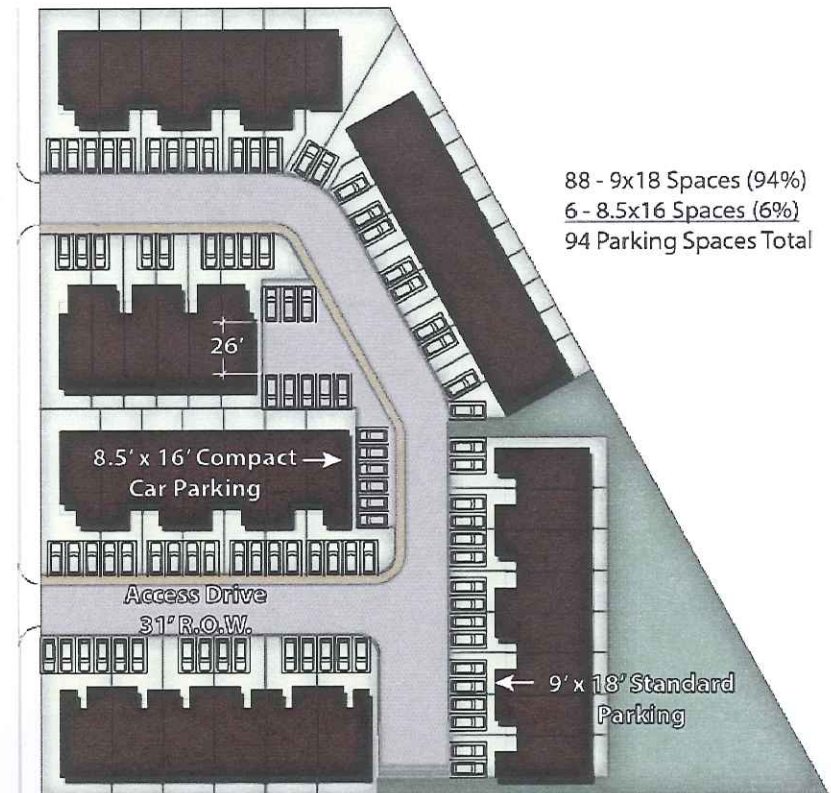 88 - 9x18 Spaces (94%)
6 - 8.5x16 Spaces (6%)
94 Parking Spaces Total
26'
8.5' x 16' Compact
Car Parking
Access Drive
31' R.O.W.
9' x 18' Standard
Parking